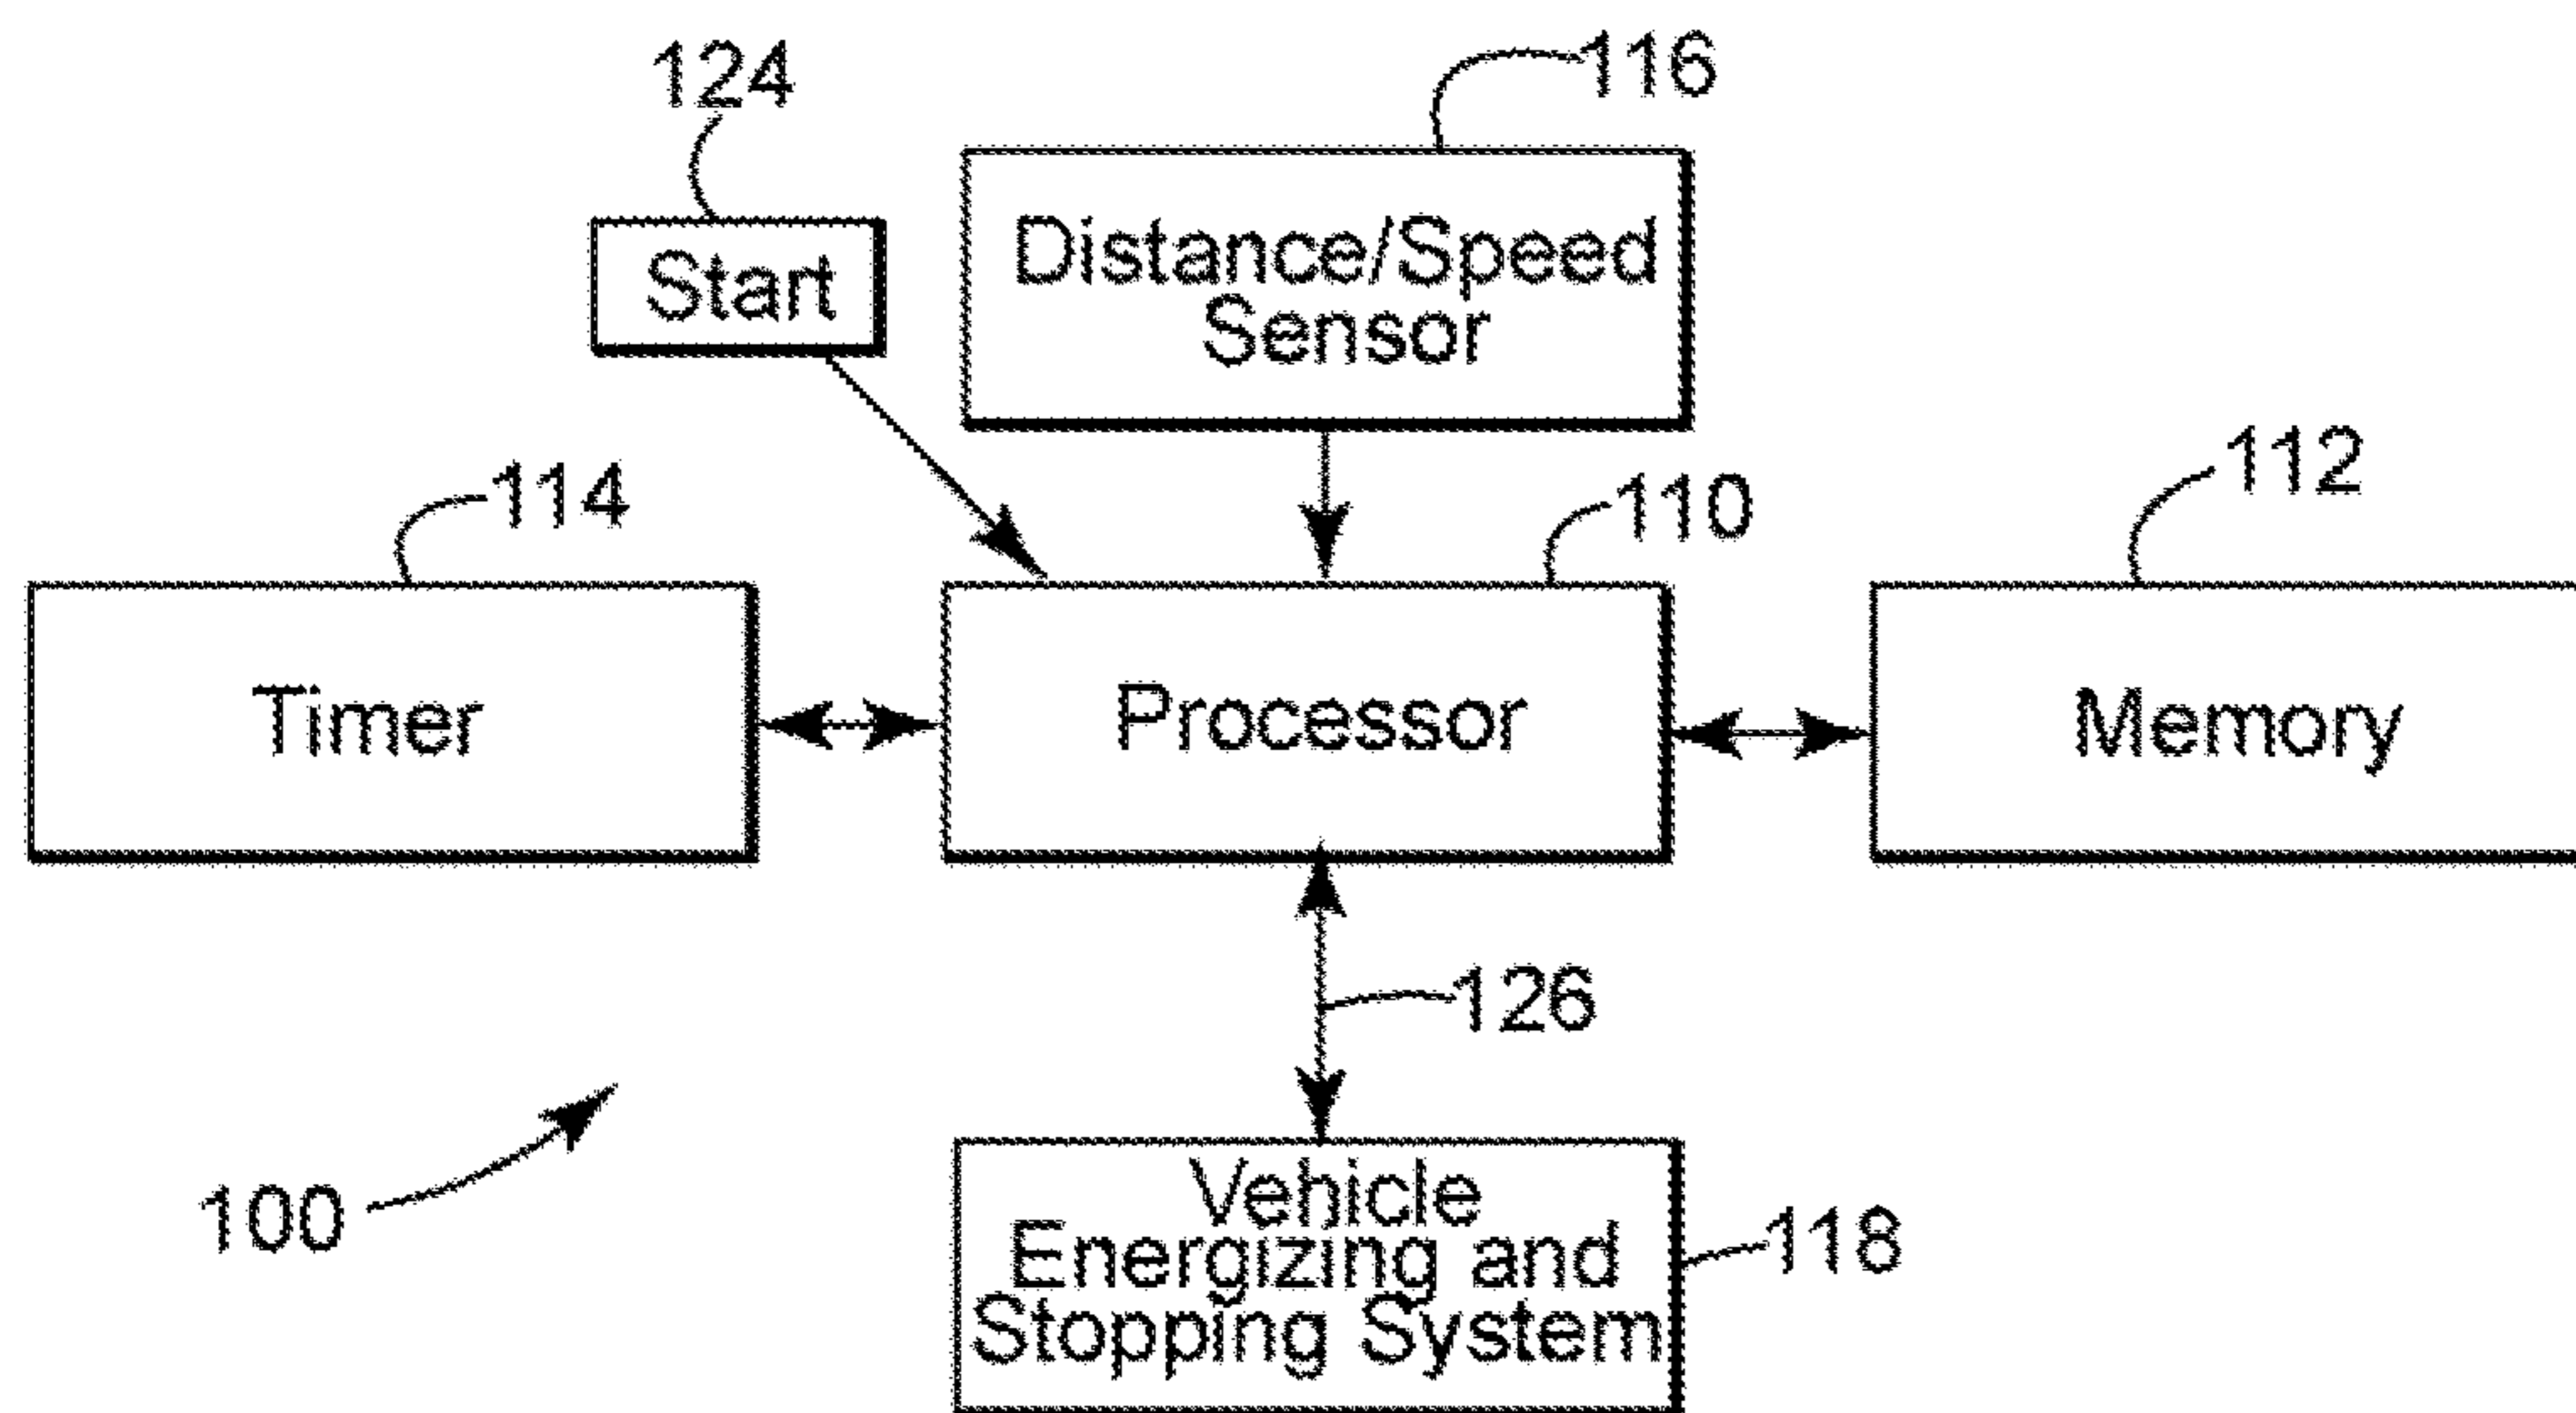 124
116
Start
Distance/Speed
Sensor
114
110
112
Timer
Processor
Memory
126
100
Vehicle
Energizing and
Stopping System
118